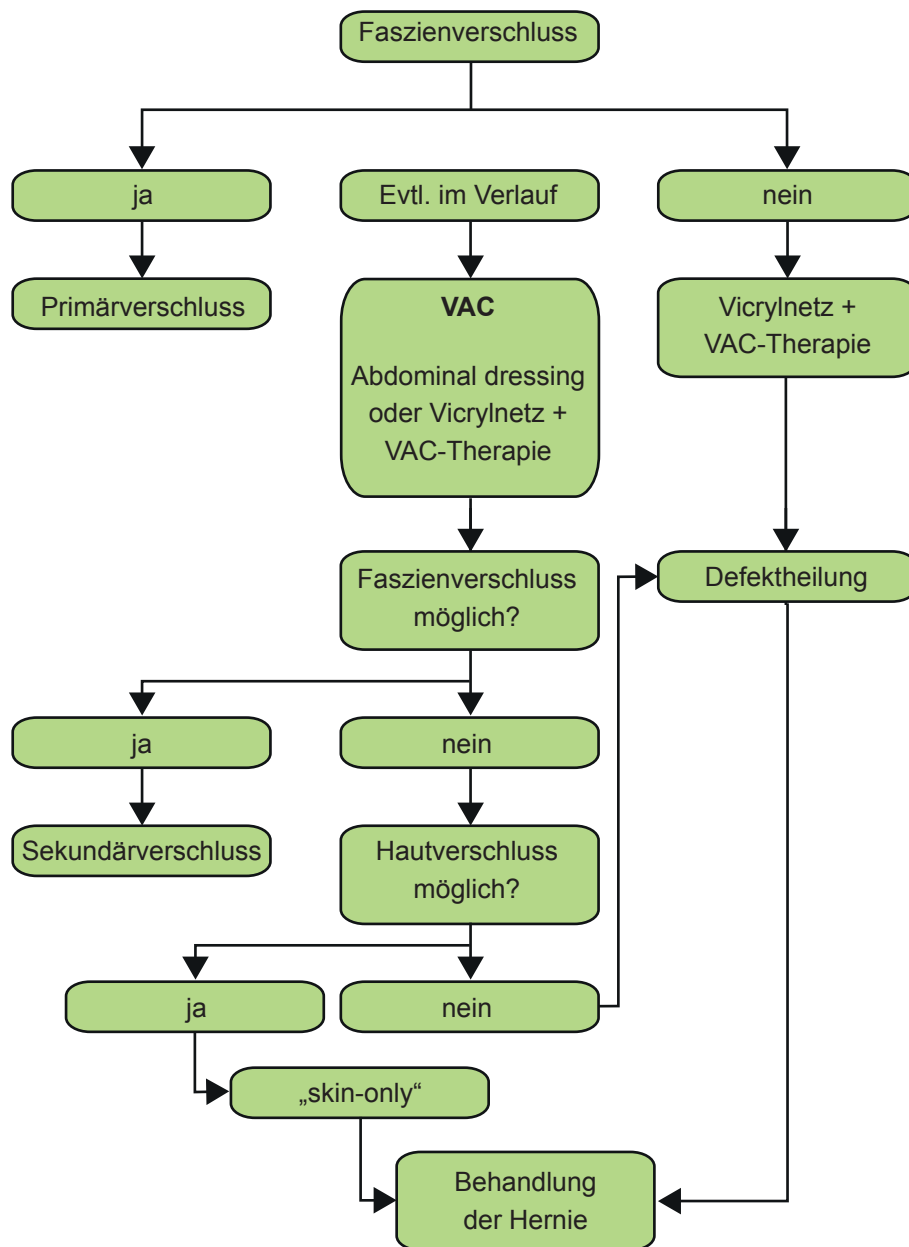 Faszienverschluss
ja
Evtl. im Verlauf
nein
Primärverschluss
VAC
Abdominal dressing
oder Vicrylnetz +
VAC-Therapie
Vicrylnetz +
VAC-Therapie
Faszienverschluss
möglich?
Defektheilung
ja
nein
Sekundärverschluss
Hautverschluss
möglich?
ja
nein
„skin-only“
Behandlung
der Hernie